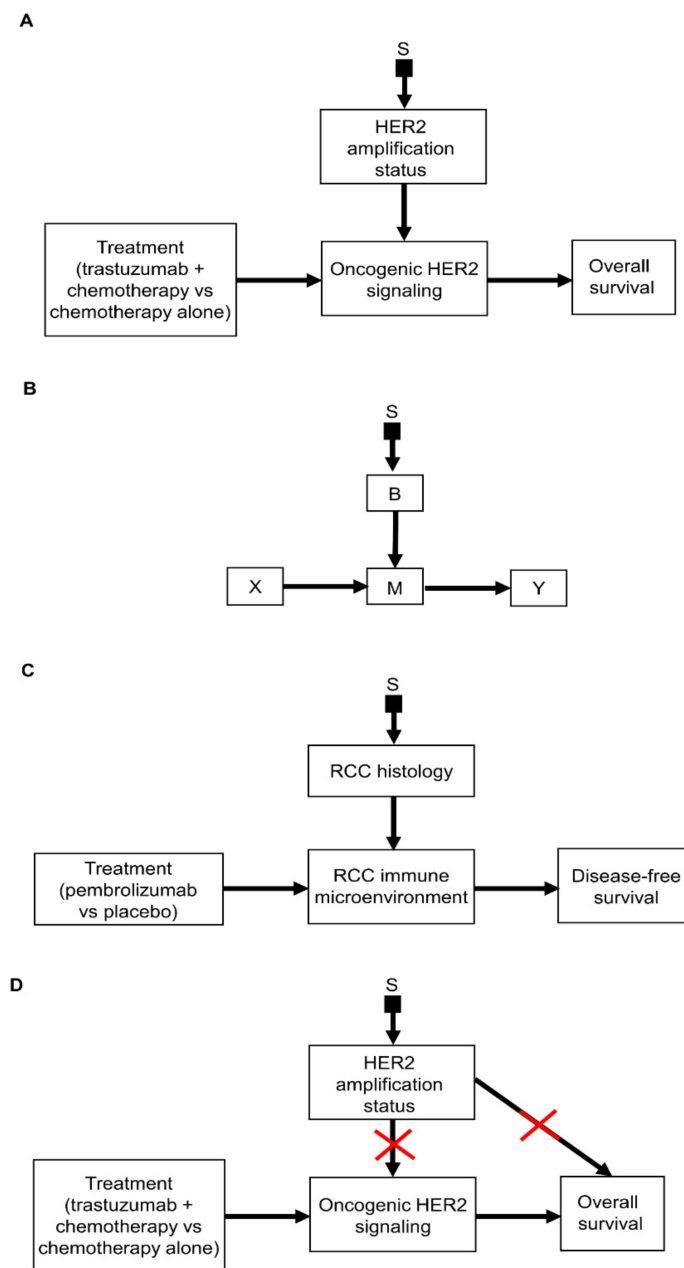 A
S
HER2
amplification
status
Treatment
(trastuzumab +
chemotherapy vs
chemotherapy alone)
Oncogenic HER2
signaling
Overall
survival
B
S
B
X
M
Y
C
S
RCC histology
Treatment
(pembrolizumab
vs placebo)
RCC immune
microenvironment
Disease-free
survival
D
S
HER2
amplification
status
Treatment
(trastuzumab +
chemotherapy vs
chemotherapy alone)
Oncogenic HER2
signaling
Overall
survival